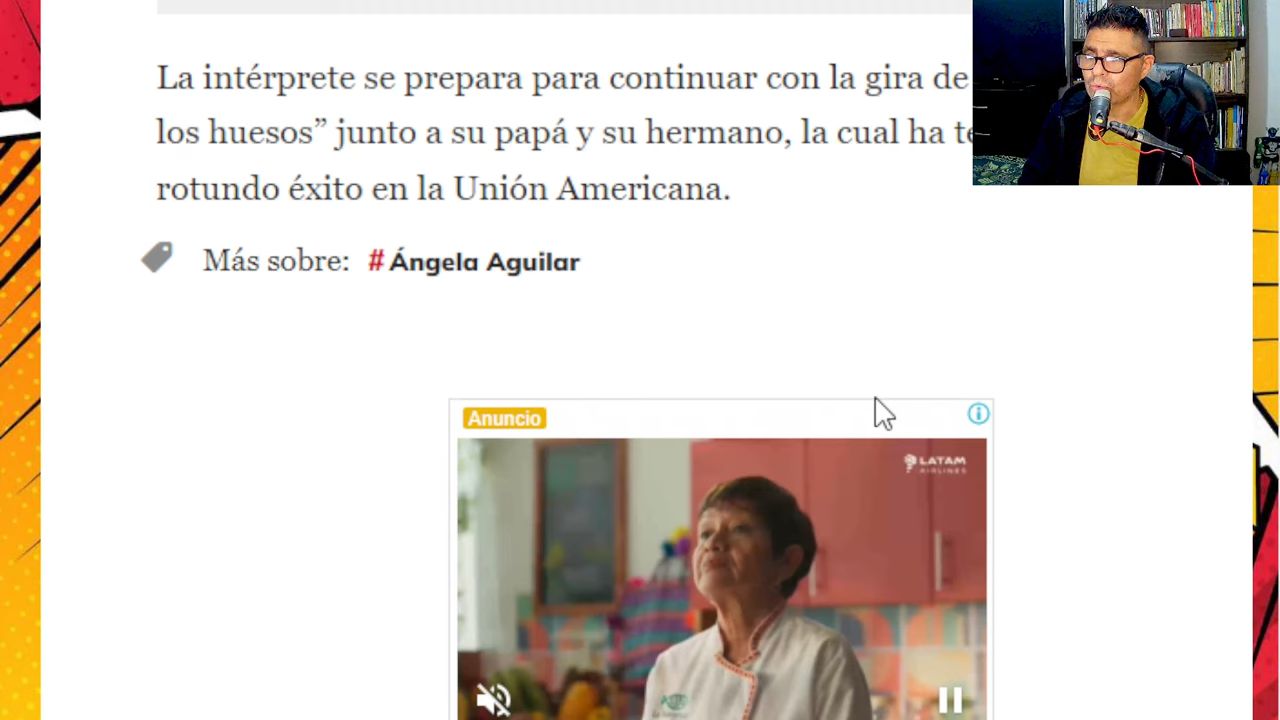 La intérprete se prepara para continuar con la gira de
los huesos” junto a su papá y su hermano, la cual ha
rotundo éxito en la Unión Americana.
Más sobre: # Ángela Aguilar
Anuncio
LATAM
AIRLINES